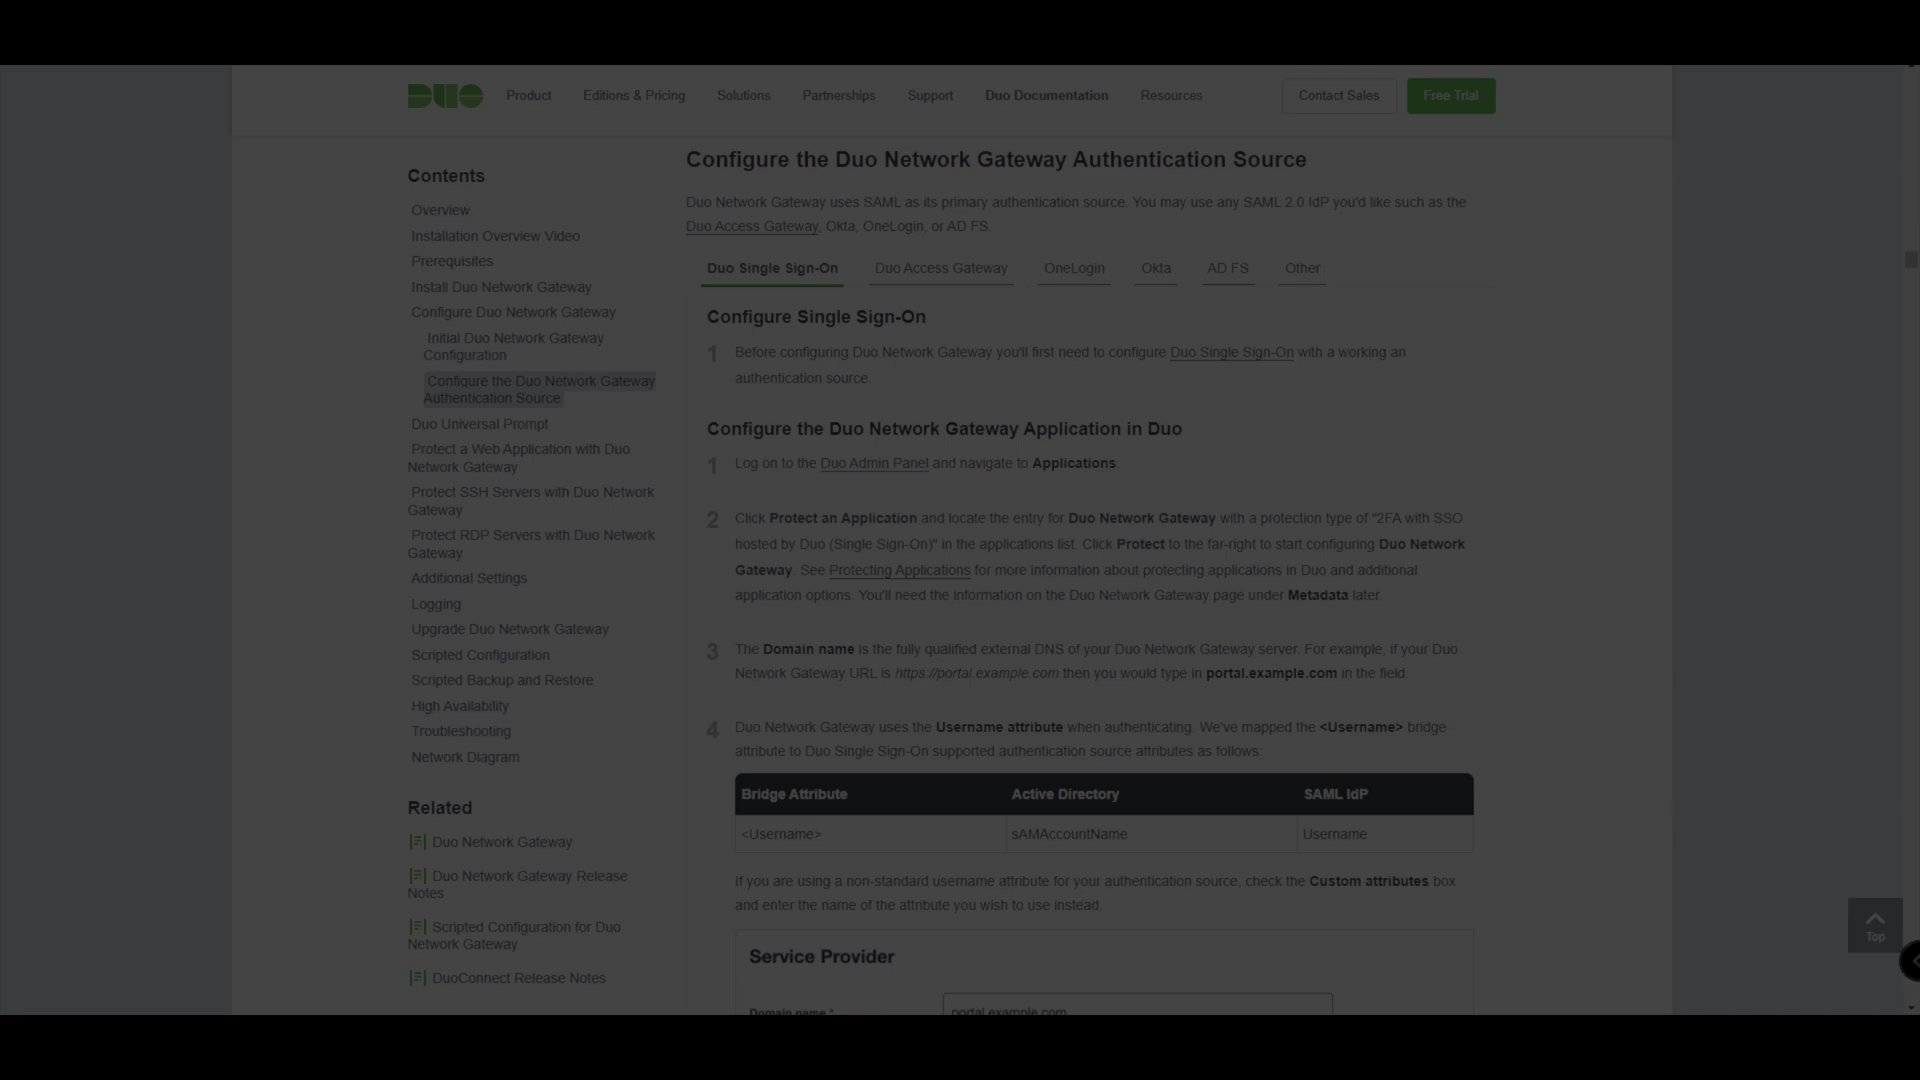 DUO Product Editions & Pricing Solutions Partnerships Support Duo Documentation Resources Contact Sales Free Trial
Contents
Overview
Installation Overview Video
Prerequisites
Install Duo Network Gateway
Configure Duo Network Gateway
Initial Duo Network Gateway
Configuration
Configure the Duo Network Gateway
Authentication Source
Duo Universal Prompt
Protect a Web Application with Duo
Network Gateway
Protect SSH Servers with Duo Network
Gateway
Protect RDP Servers with Duo Network
Gateway
Additional Settings
Logging
Upgrade Duo Network Gateway
Scripted Configuration
Scripted Backup and Restore
High Availability
Troubleshooting
Network Diagram
Related
Duo Network Gateway
Duo Network Gateway Release
Notes
Scripted Configuration for Duo
Network Gateway
DuoConnect Release Notes
Configure the Duo Network Gateway Authentication Source
Duo Network Gateway uses SAML as its primary authentication source. You may use any SAML 2.0 IdP you'd like such as the
Duo Access Gateway, Okta, OneLogin, or AD FS.
Duo Single Sign-On Duo Access Gateway OneLogin Okta AD FS Other
Configure Single Sign-On
1 Before configuring Duo Network Gateway you'll first need to configure Duo Single Sign-On with a working an
authentication source.
Configure the Duo Network Gateway Application in Duo
1 Log on to the Duo Admin Panel and navigate to Applications.
2 Click Protect an Application and locate the entry for Duo Network Gateway with a protection type of "2FA with SSO
hosted by Duo (Single Sign-On)" in the applications list. Click Protect to the far-right to start configuring Duo Network
Gateway. See Protecting Applications for more information about protecting applications in Duo and additional
application options. You'll need the information on the Duo Network Gateway page under Metadata later.
3 The Domain name is the fully qualified external DNS of your Duo Network Gateway server. For example, if your Duo
Network Gateway URL is https://portal.example.com then you would type in portal.example.com in the field.
4 Duo Network Gateway uses the Username attribute when authenticating. We've mapped the <Username> bridge
attribute to Duo Single Sign-On supported authentication source attributes as follows:
Bridge Attribute Active Directory SAML IdP
<Username> sAMAccountName Username
If you are using a non-standard username attribute for your authentication source, check the Custom attributes box
and enter the name of the attribute you wish to use instead.
Service Provider
Domain name * portal.example.com
Top